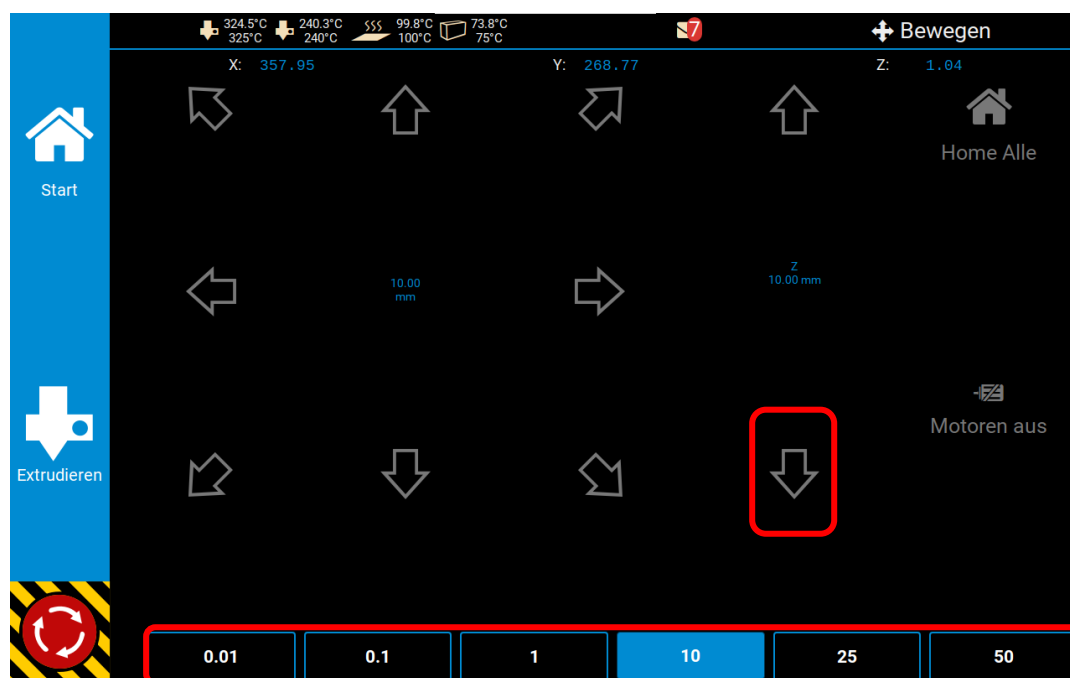 324.5°C 240.3°C 99.8°C 73.8°C
325°C 240°C 100°C 75°C
7
Bewegen
X: 357.95 Y: 268.77 Z: 1.04
Home Alle
Start
Z
10.00 mm
10.00
mm
Motoren aus
Extrudieren
0.01 0.1 1 10 25 50